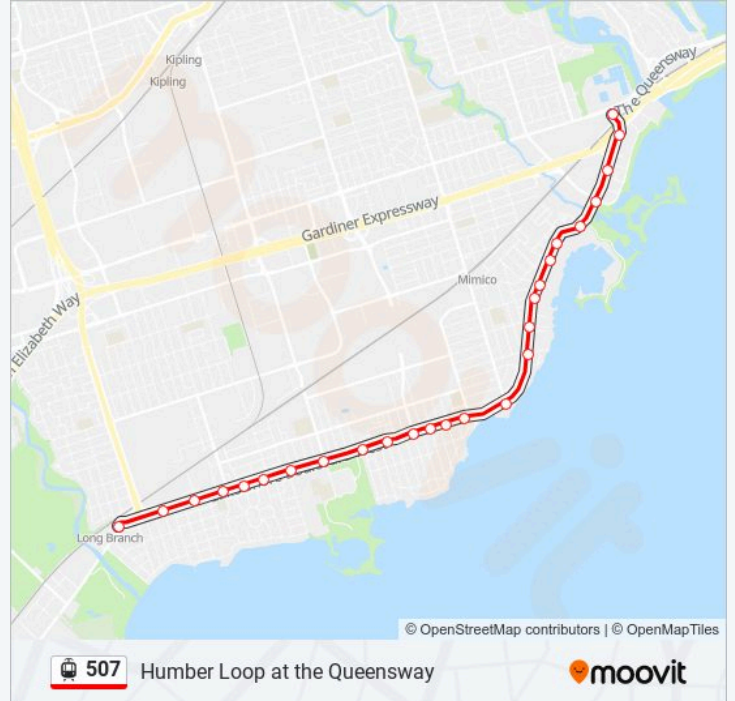 Kipling
Kipling
The Queensway
Gardiner Expressway
Mimico
n Elizabeth Way
Long Branch
© OpenStreetMap contributors | © OpenMapTiles
507 Humber Loop at the Queensway
moovit